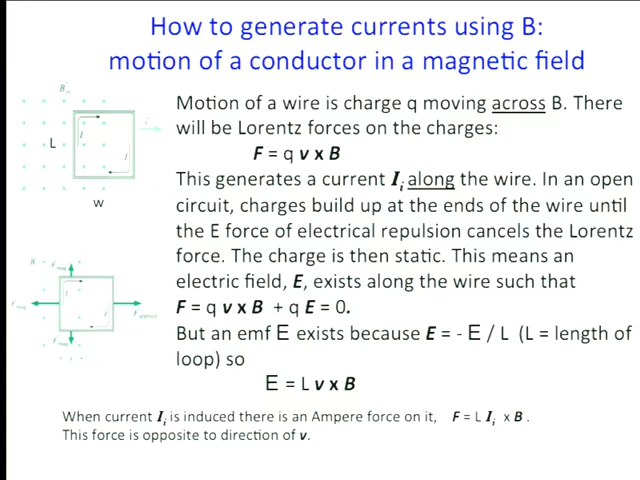 How to generate currents using B:
motion of a conductor in a magnetic field
Motion of a wire is charge q moving across B. There
will be Lorentz forces on the charges:
F = q v x B
This generates a current Ii along the wire. In an open
circuit, charges build up at the ends of the wire until
the E force of electrical repulsion cancels the Lorentz
force. The charge is then static. This means an
electric field, E, exists along the wire such that
F = q v x B + q E = 0.
But an emf E exists because E = - E / L (L = length of
loop) so
E = L v x B
When current Ii is induced there is an Ampere force on it, F = L Ii x B .
This force is opposite to direction of v.
L
I
I
w
B
I
I